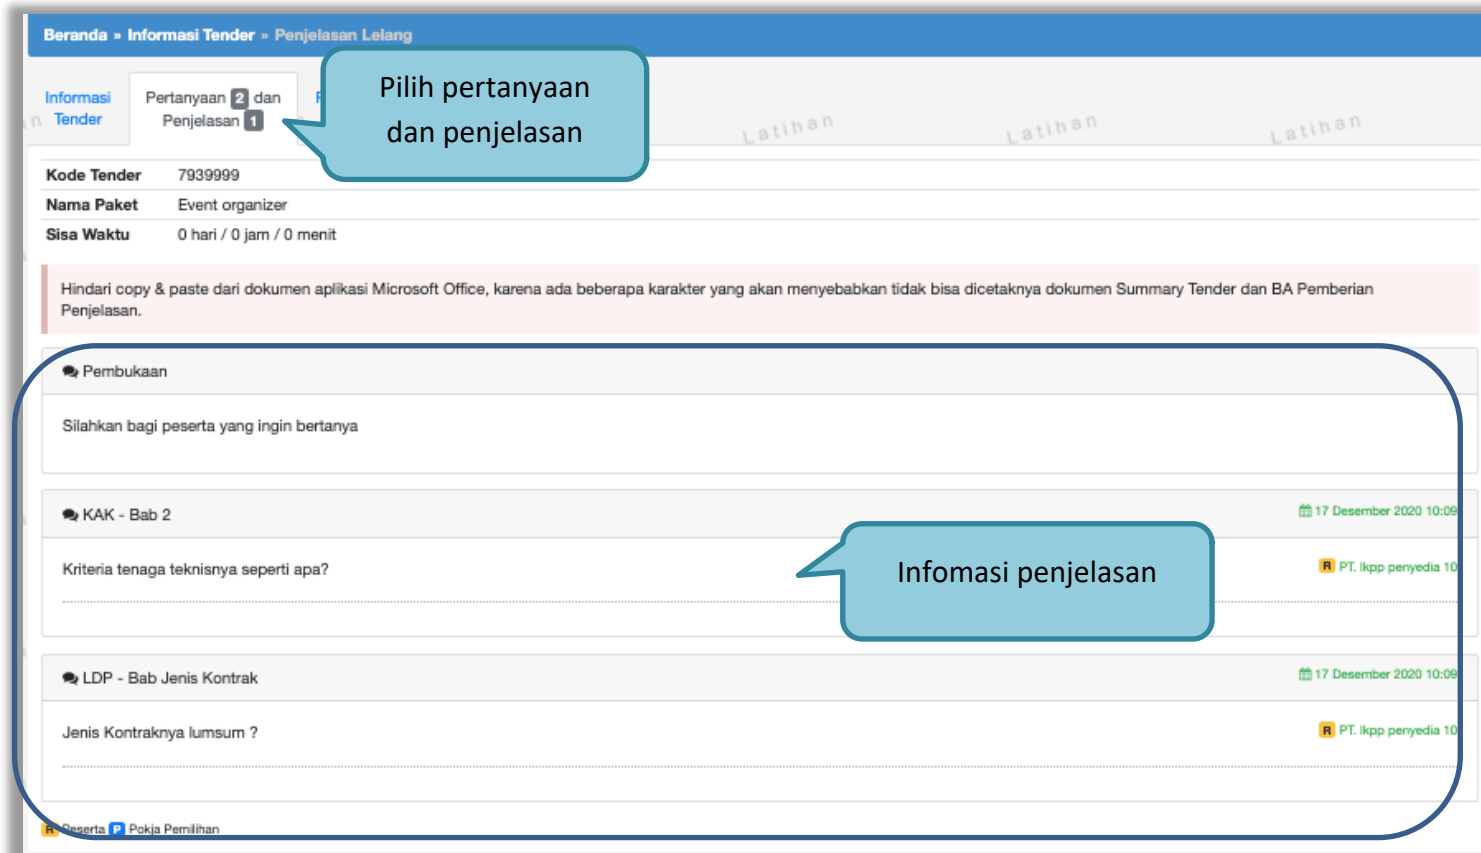 Beranda » Informasi Tender » Penjelasan Lelang
Informasi
Tender
Pertanyaan 2 dan
Penjelasan 1
Pilih pertanyaan
dan penjelasan
Latihan
Latihan
Latihan
Kode Tender 7939999
Nama Paket Event organizer
Sisa Waktu 0 hari / 0 jam / 0 menit
Hindari copy & paste dari dokumen aplikasi Microsoft Office, karena ada beberapa karakter yang akan menyebabkan tidak bisa dicetaknya dokumen Summary Tender dan BA Pemberian
Penjelasan.
Pembukaan
Silahkan bagi peserta yang ingin bertanya
KAK - Bab 2 17 Desember 2020 10:09
Kriteria tenaga teknisnya seperti apa? R PT. lkpp penyedia 10
Infomasi penjelasan
LDP - Bab Jenis Kontrak 17 Desember 2020 10:09
Jenis Kontraknya lumsum ? R PT. lkpp penyedia 10
R Peserta P Pokja Pemilihan